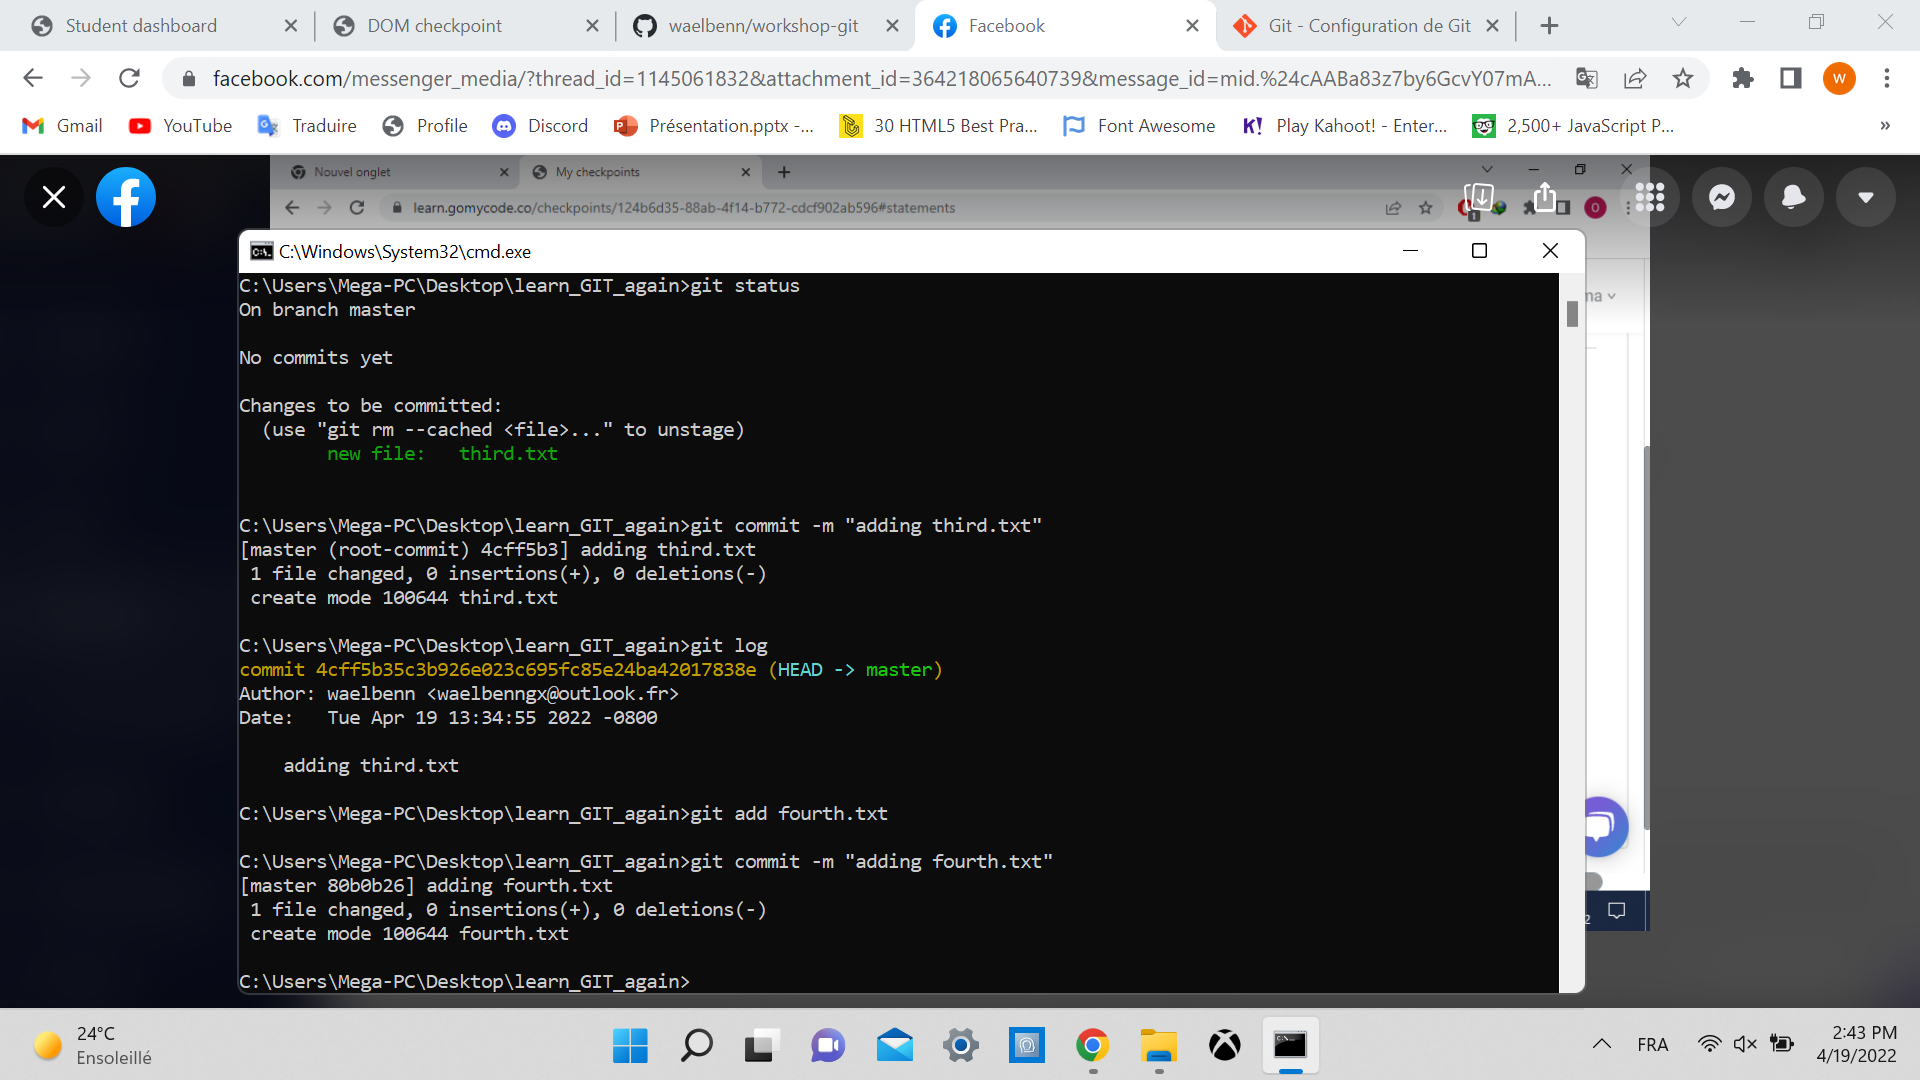 Student dashboard
DOM checkpoint
waelbenn/workshop-git
Facebook
Git - Configuration de Git
facebook.com/messenger_media/?thread_id=1145061832&attachment_id=364218065640739&message_id=mid.%24cAABa83z7by6GcvY07mA...
W
Gmail
YouTube
Traduire
Profile
Discord
Présentation.pptx -...
30 HTML5 Best Pra...
Font Awesome
K! Play Kahoot! - Enter...
2,500+ JavaScript P...
»
Nouvel onglet
My checkpoints
learn.gomycode.co/checkpoints/124b6d35-88ab-4f14-b772-cdcf902ab596#statements
1
O
ma
C:\Windows\System32\cmd.exe
C:\Users\Mega-PC\Desktop\learn_GIT_again>git status
On branch master
No commits yet
Changes to be committed:
(use "git rm --cached <file>..." to unstage)
new file:   third.txt
C:\Users\Mega-PC\Desktop\learn_GIT_again>git commit -m "adding third.txt"
[master (root-commit) 4cff5b3] adding third.txt
1 file changed, 0 insertions(+), 0 deletions(-)
create mode 100644 third.txt
C:\Users\Mega-PC\Desktop\learn_GIT_again>git log
commit 4cff5b35c3b926e023c695fc85e24ba42017838e (HEAD -> master)
Author: waelbenn <waelbenngx@outlook.fr>
Date:   Tue Apr 19 13:34:55 2022 -0800
adding third.txt
C:\Users\Mega-PC\Desktop\learn_GIT_again>git add fourth.txt
C:\Users\Mega-PC\Desktop\learn_GIT_again>git commit -m "adding fourth.txt"
[master 80b0b26] adding fourth.txt
1 file changed, 0 insertions(+), 0 deletions(-)
create mode 100644 fourth.txt
C:\Users\Mega-PC\Desktop\learn_GIT_again>
2
24°C
Ensoleillé
FRA
2:43 PM
4/19/2022